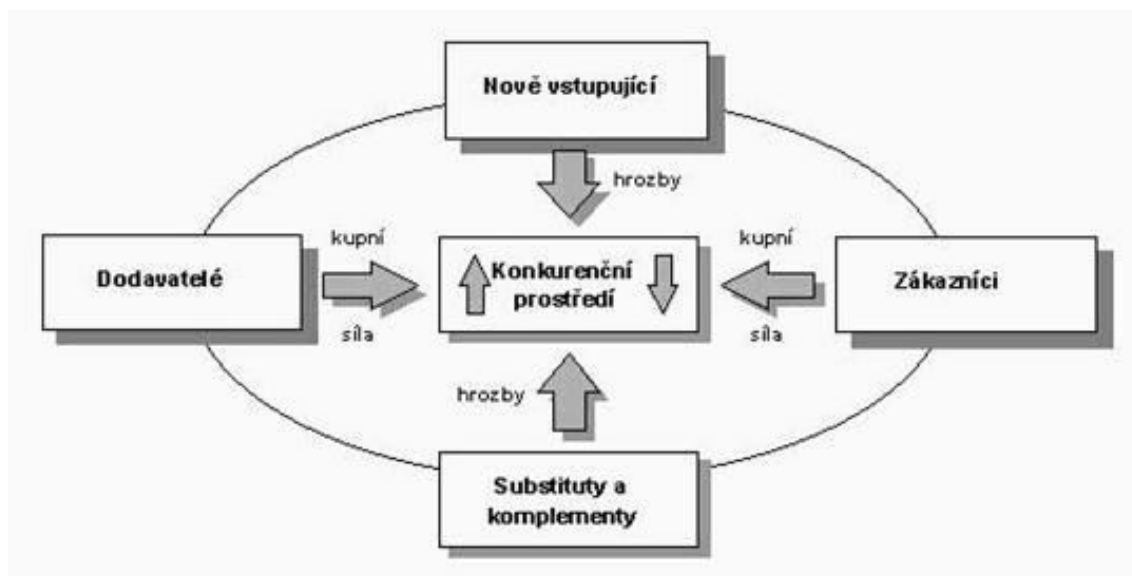 Nově vstupující
hrozby
kupní
kupní
Dodavatelé
Konkurenční
prostředí
Zákazníci
síla
síla
hrozby
Substituty a
komplementy